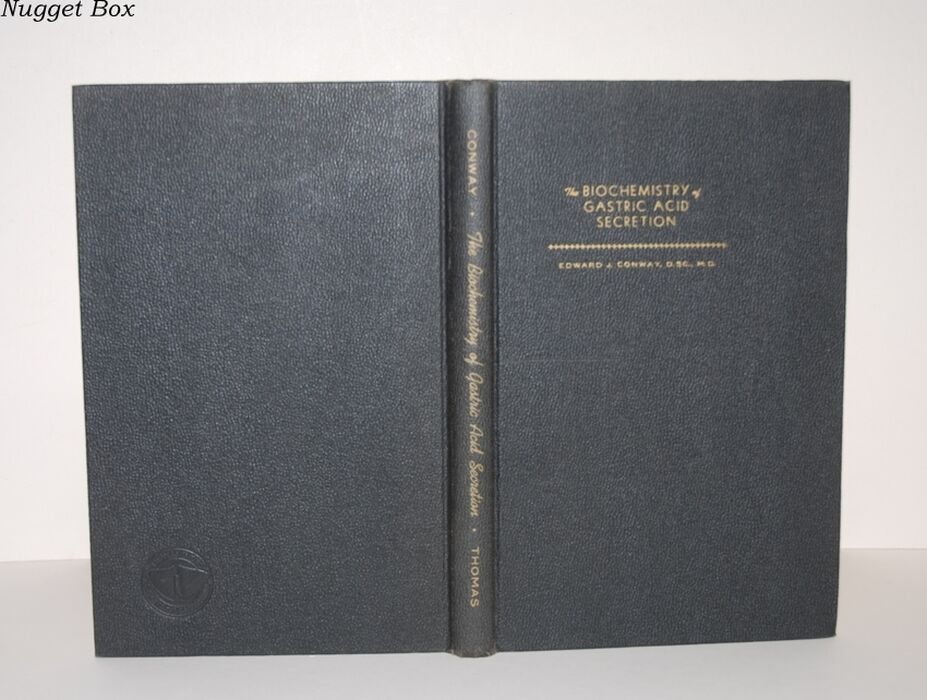 Nugget Box
CONWAY • The Biochemistry of Gastric Acid Secretion • THOMAS
The BIOCHEMISTRY of
GASTRIC ACID
SECRETION
EDWARD J. CONWAY, D.SC., M.D.